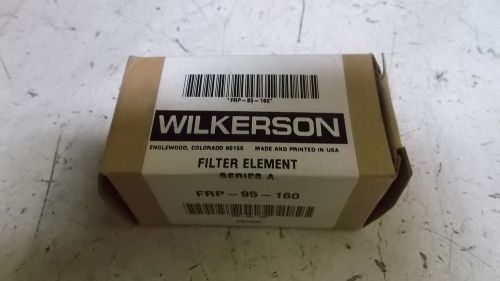 *FRP-95-160*
WILKERSON
ENGLEWOOD, COLORADO 80150 MADE AND PRINTED IN USA
FILTER ELEMENT
SERIES A
FRP-95-160